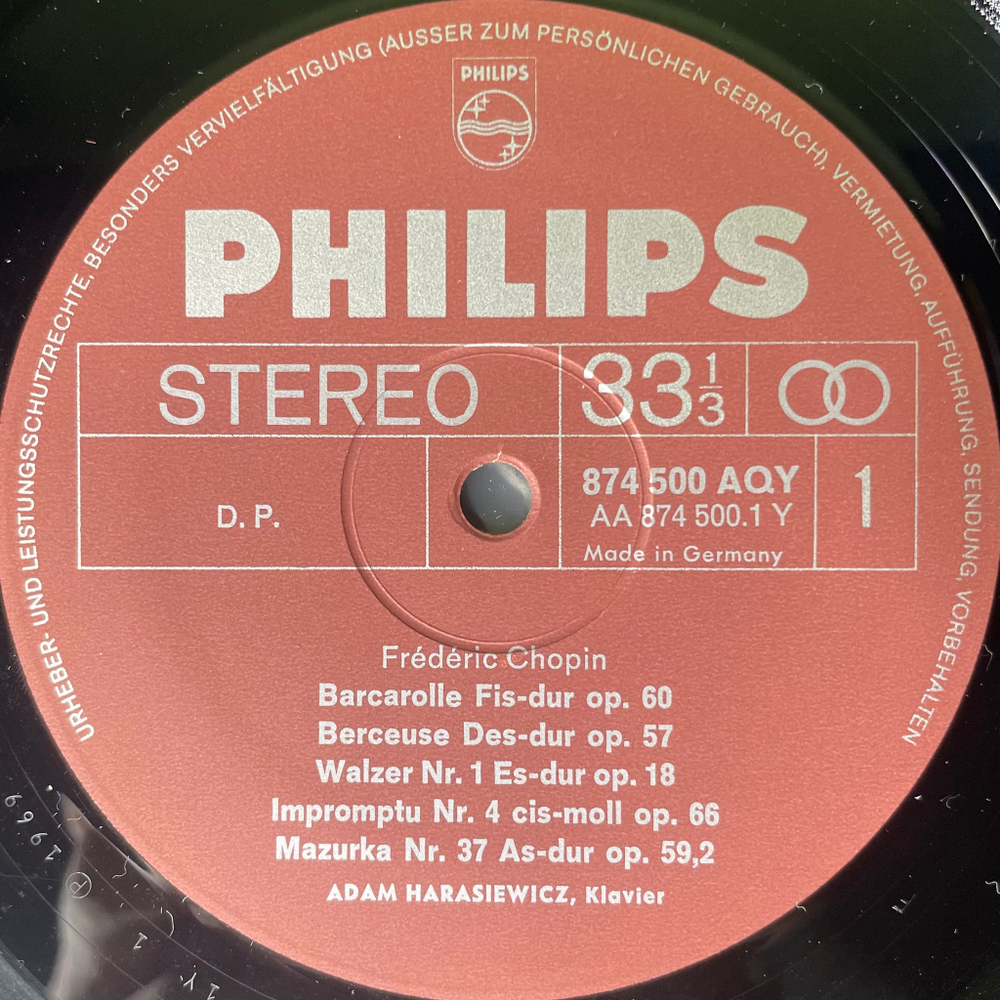 URHEBER- UND LEISTUNGSSCHUTZRECHTE, BESONDERS VERVIELFÄLTIGUNG (AUSSER ZUM PERSÖNLICHEN GEBRAUCH), VERMIETUNG, AUFFÜHRUNG, SENDUNG, VORBEHALTEN
PHILIPS
PHILIPS
STEREO
33 1/3
D. P.
874 500 AQY
AA 874 500.1 Y
Made in Germany
1
Frédéric Chopin
Barcarolle Fis-dur op. 60
Berceuse Des-dur op. 57
Walzer Nr. 1 Es-dur op. 18
Impromptu Nr. 4 cis-moll op. 66
Mazurka Nr. 37 As-dur op. 59,2
ADAM HARASIEWICZ, Klavier
Ⓟ 1969